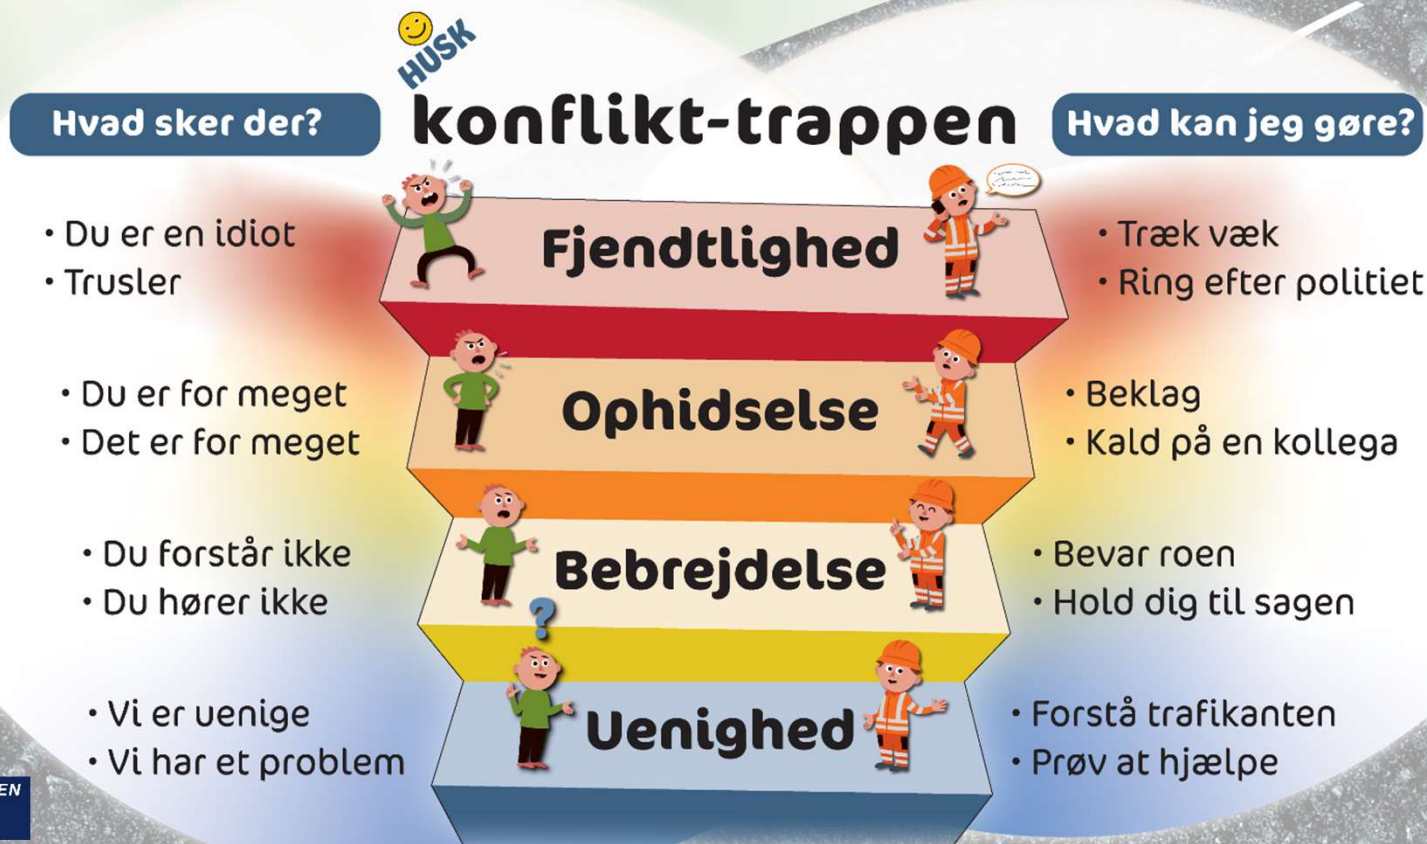 HUSK
konflikt-trappen
Hvad sker der?
Hvad kan jeg gøre?
Fjendtlighed
• Du er en idiot
• Trusler
• Træk væk
• Ring efter politiet
Ophidselse
• Du er for meget
• Det er for meget
• Beklag
• Kald på en kollega
Bebrejdelse
• Du forstår ikke
• Du hører ikke
• Bevar roen
• Hold dig til sagen
?
Uenighed
• Vi er uenige
• Vi har et problem
• Forstå trafikanten
• Prøv at hjælpe
EN